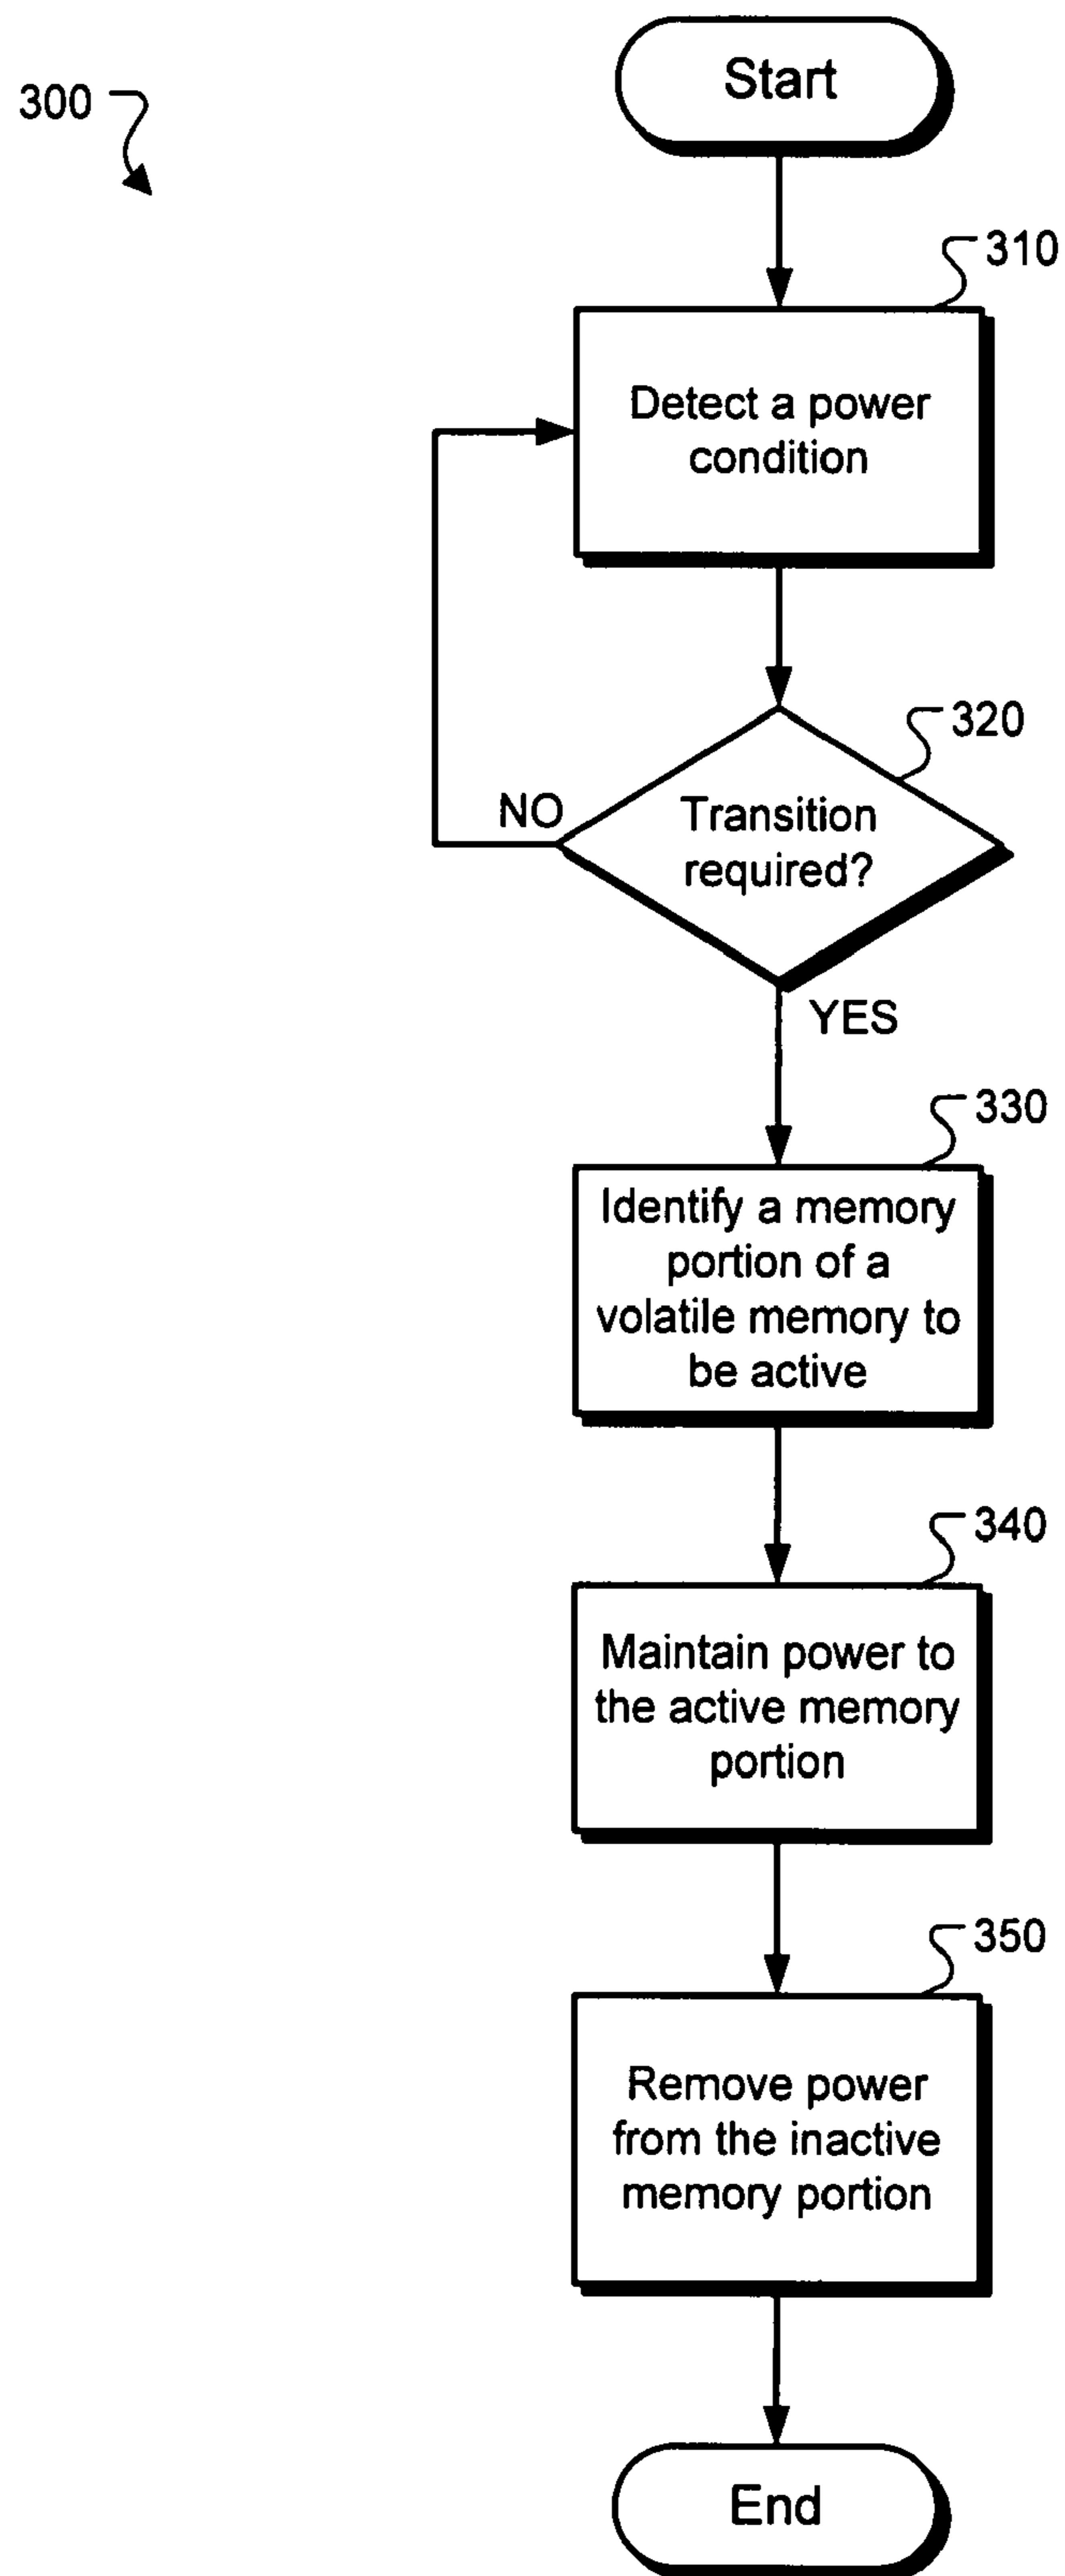 300
Start
310
Detect a power
condition
320
Transition
required?
NO
YES
330
Identify a memory
portion of a
volatile memory to
be active
340
Maintain power to
the active memory
portion
350
Remove power
from the inactive
memory portion
End